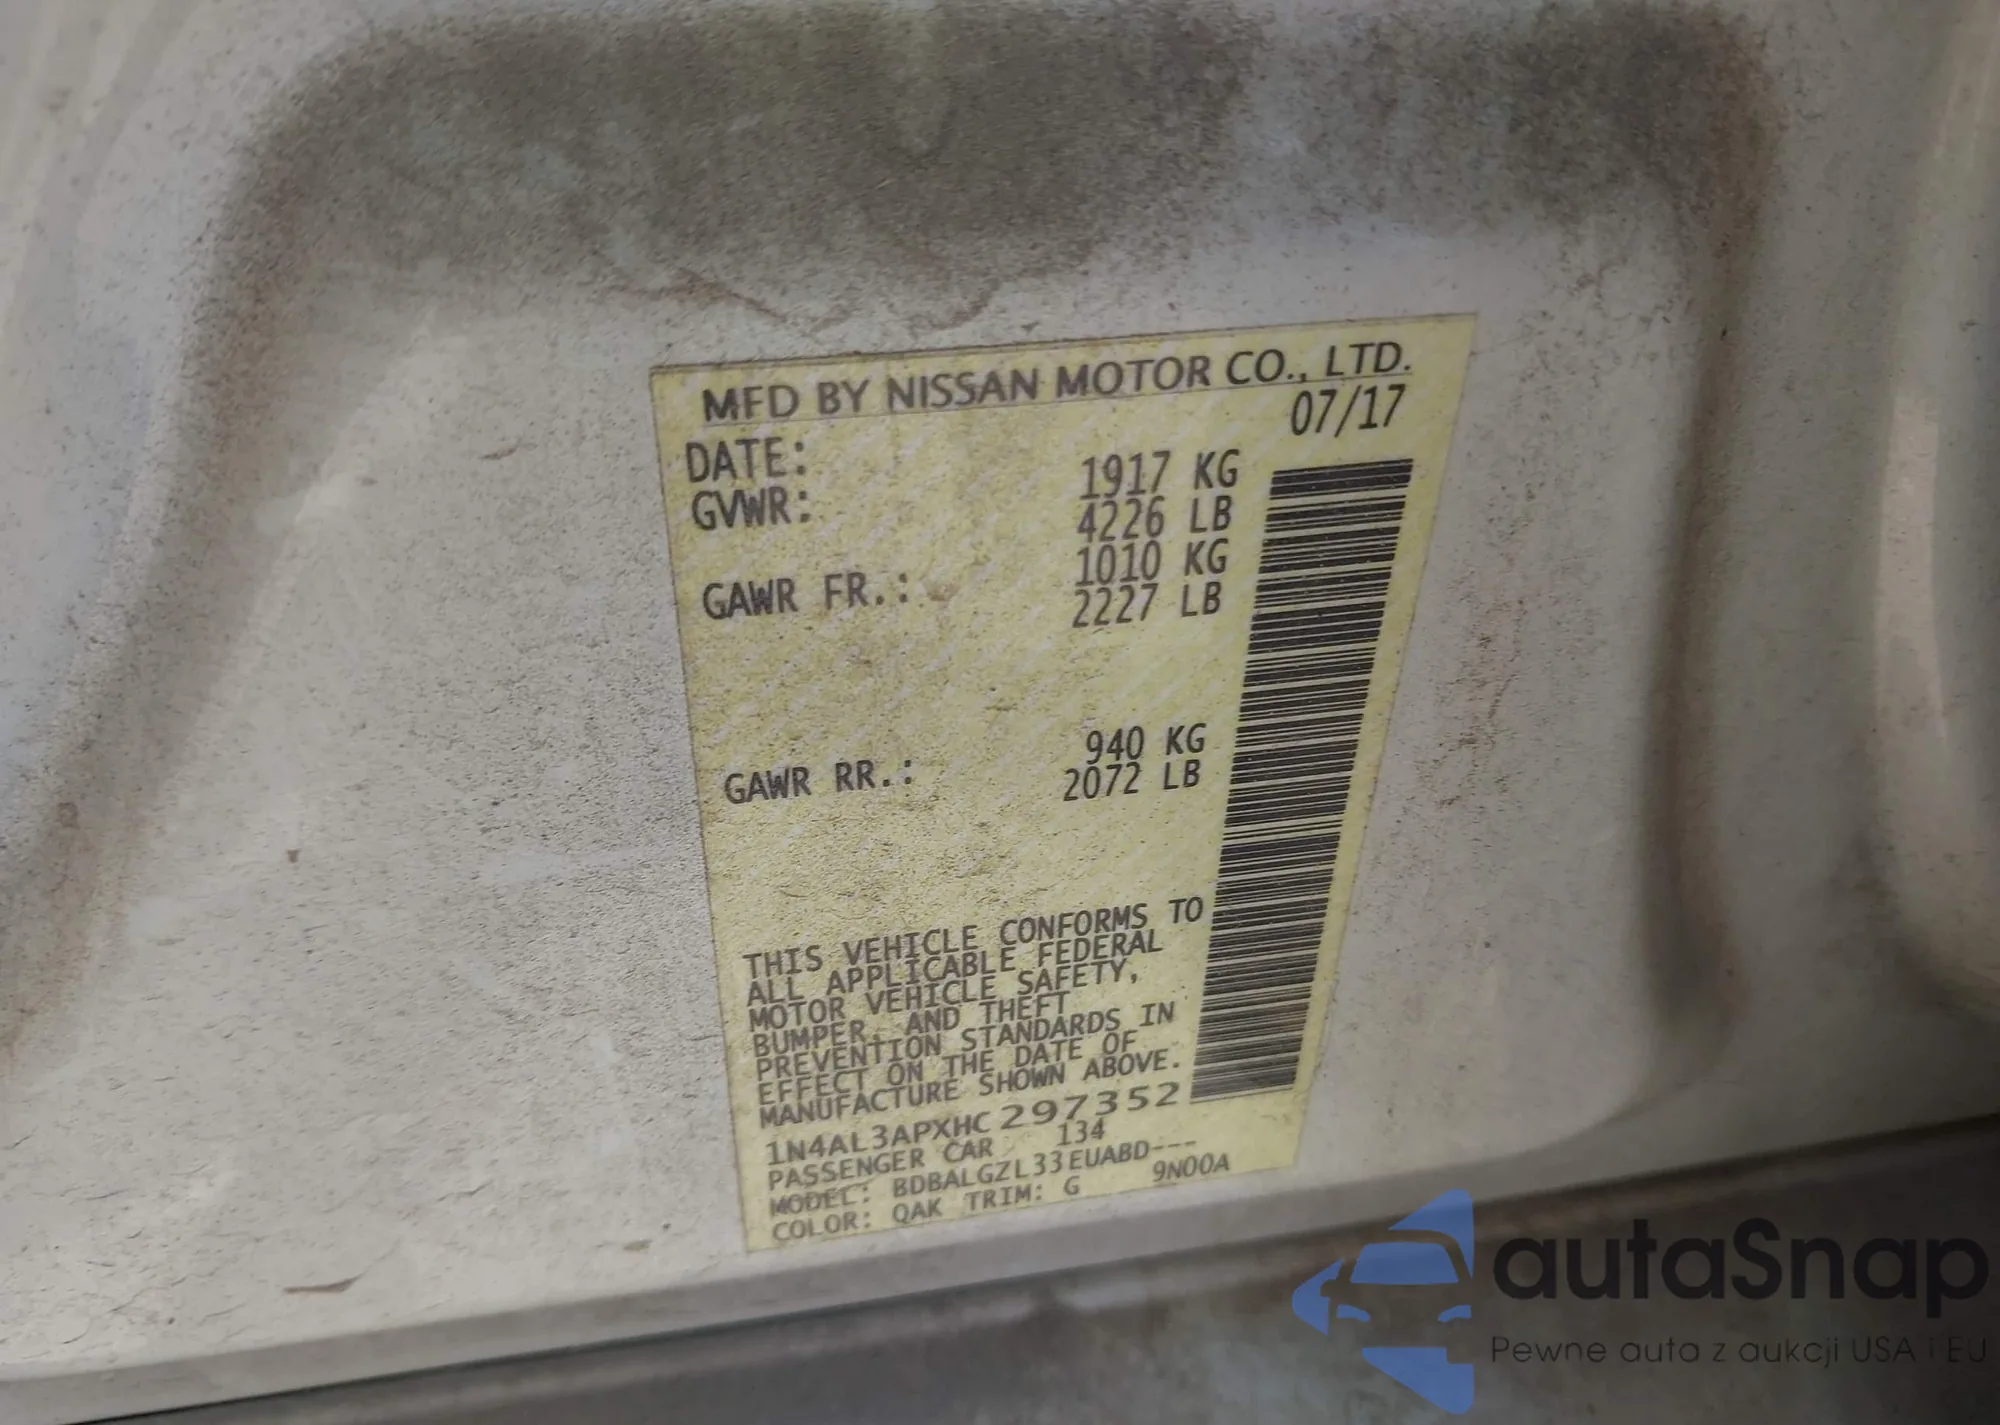 MFD BY NISSAN MOTOR CO., LTD.
DATE: 07/17
GVWR: 1917 KG
4226 LB
GAWR FR.: 1010 KG
2227 LB
GAWR RR.: 940 KG
2072 LB
THIS VEHICLE CONFORMS TO
ALL APPLICABLE FEDERAL
MOTOR VEHICLE SAFETY,
BUMPER, AND THEFT
PREVENTION STANDARDS IN
EFFECT ON THE DATE OF
MANUFACTURE SHOWN ABOVE.
1N4AL3APXHC297352
PASSENGER CAR 134
MODEL: BDBALGZL33EUABD---
COLOR: QAK TRIM: G 9N00A
autaSnap
Pewne auta z aukcji USA i EU